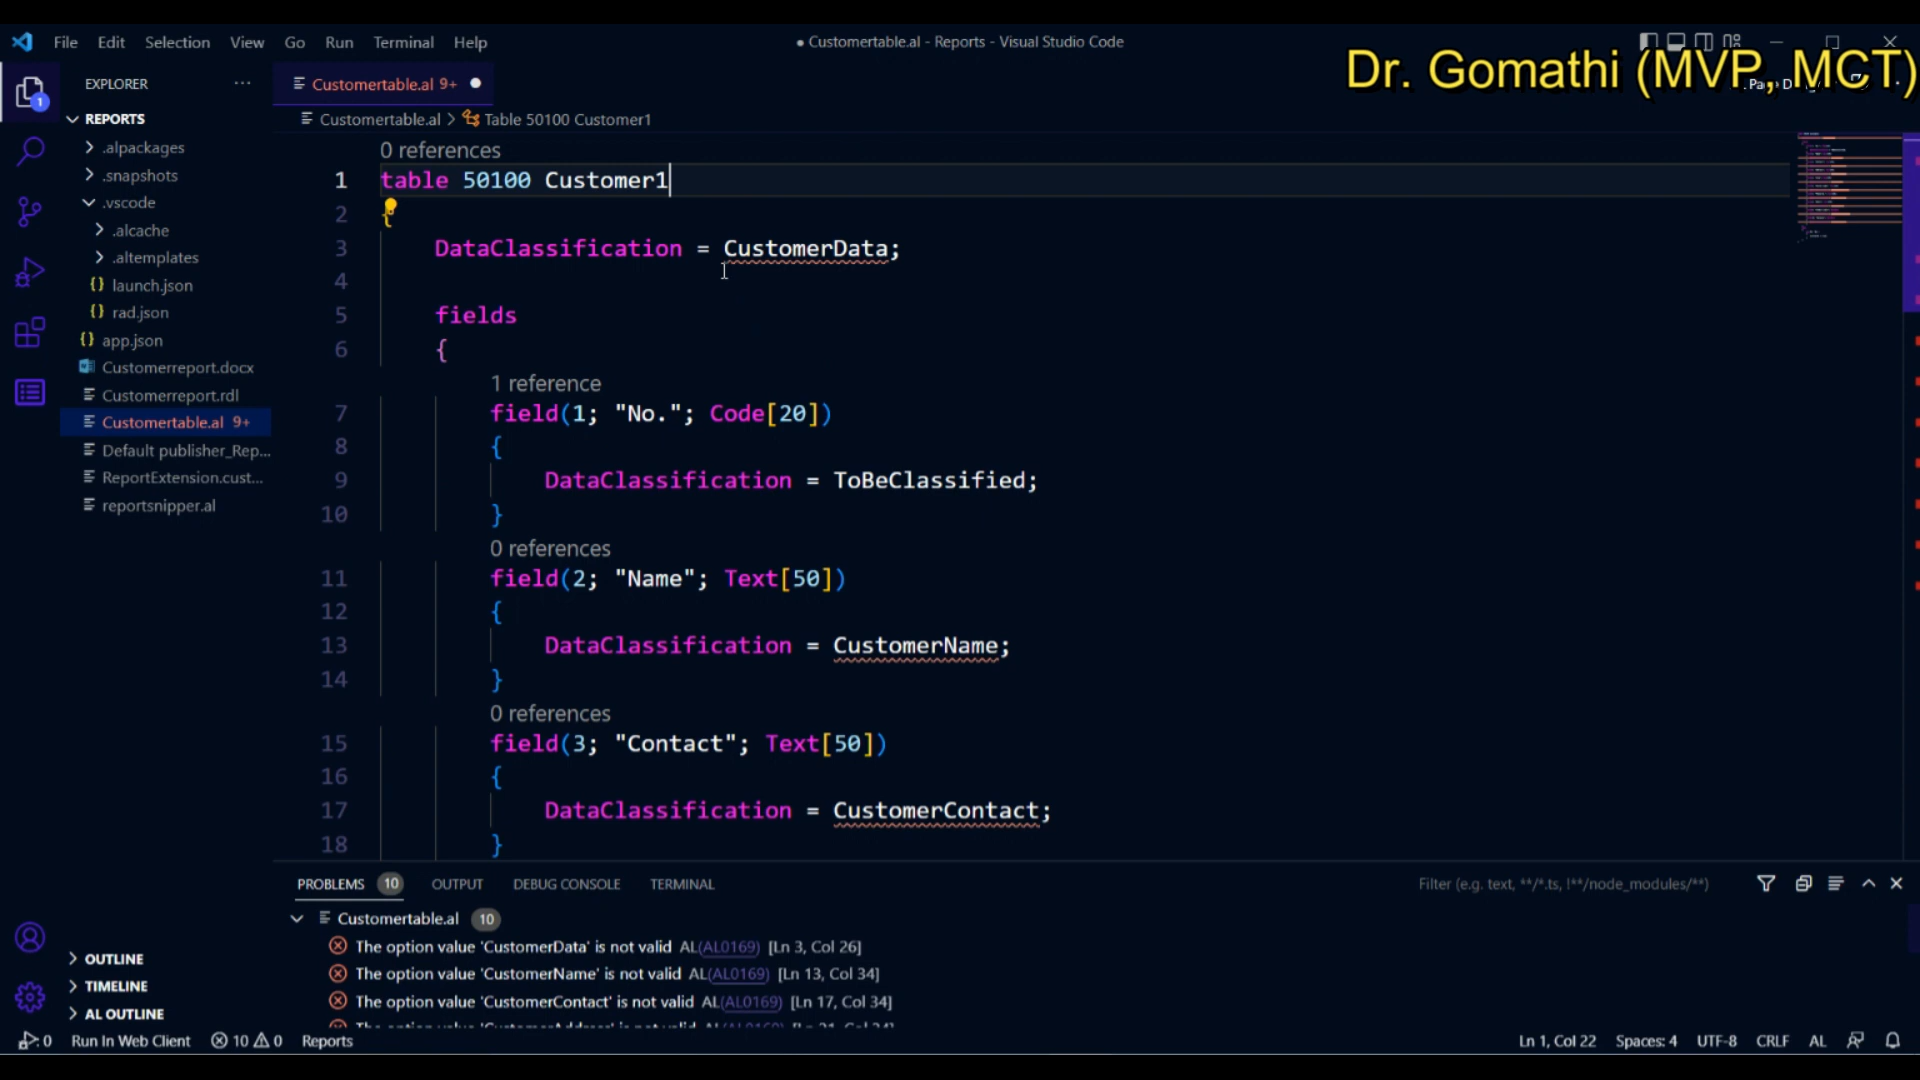 File Edit Selection View Go Run Terminal Help
● Customertable.al - Reports - Visual Studio Code
Dr. Gomathi (MVP, MCT)
EXPLORER ···
Customertable.al 9+ ●
1
REPORTS
Customertable.al > Table 50100 Customer1
.alpackages
.snapshots
.vscode
.alcache
.altemplates
{} launch.json
{} rad.json
{} app.json
Customerreport.docx
Customerreport.rdl
Customertable.al 9+
Default publisher_Rep...
ReportExtension.cust...
reportsnipper.al
0 references
1 table 50100 Customer1
2 {
3 DataClassification = CustomerData;
4
5 fields
6 {
1 reference
7 field(1; "No."; Code[20])
8 {
9 DataClassification = ToBeClassified;
10 }
0 references
11 field(2; "Name"; Text[50])
12 {
13 DataClassification = CustomerName;
14 }
0 references
15 field(3; "Contact"; Text[50])
16 {
17 DataClassification = CustomerContact;
18 }
PROBLEMS 10 OUTPUT DEBUG CONSOLE TERMINAL
Filter (e.g. text, **/*.ts, !**/node_modules/**)
Customertable.al 10
The option value 'CustomerData' is not valid AL(AL0169) [Ln 3, Col 26]
The option value 'CustomerName' is not valid AL(AL0169) [Ln 13, Col 34]
The option value 'CustomerContact' is not valid AL(AL0169) [Ln 17, Col 34]
OUTLINE
TIMELINE
AL OUTLINE
0 Run In Web Client 10 0 Reports
Ln 1, Col 22 Spaces: 4 UTF-8 CRLF AL